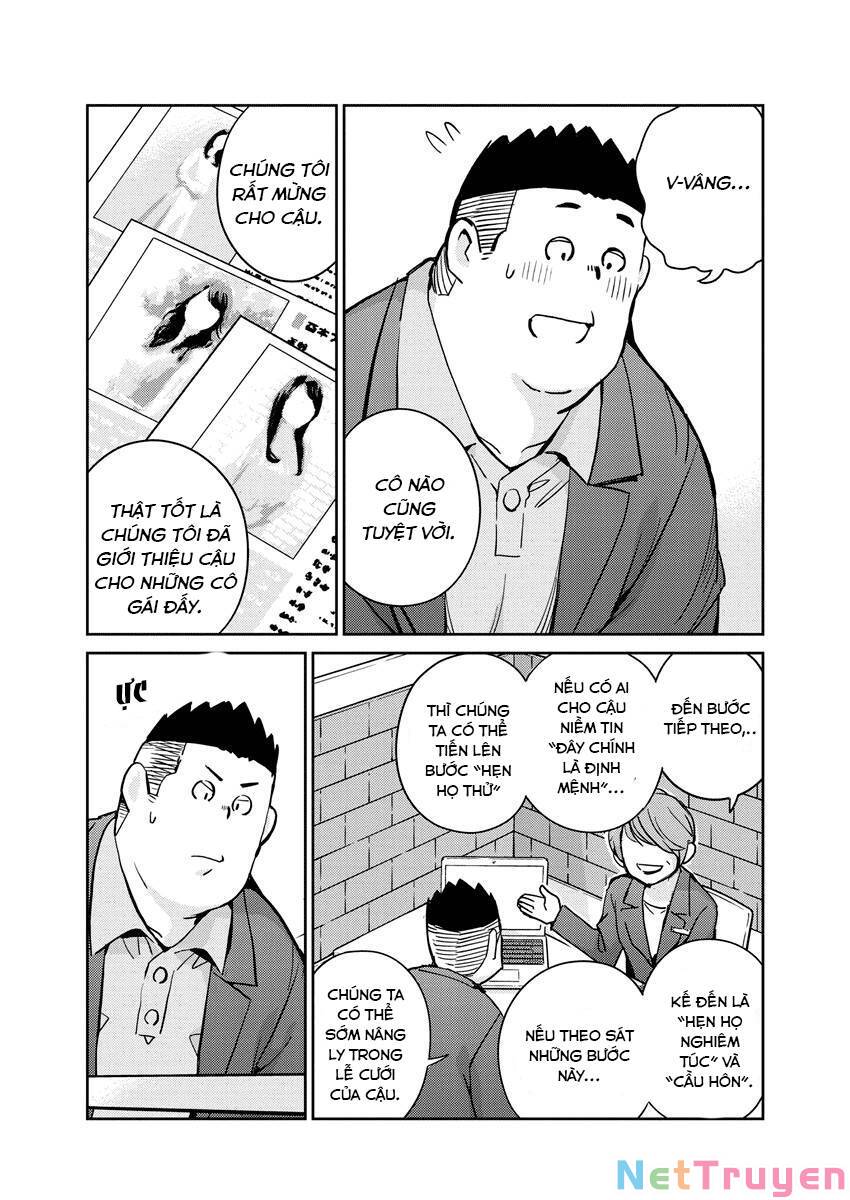 V-VÂNG...
CÔ NÀO
CŨNG
TUYỆT VỜI.
CHÚNG TÔI
RẤT MỪNG
CHO CẬU.
THẬT TỐT LÀ
CHÚNG TÔI ĐÃ
GIỚI THIỆU CẬU
CHO NHỮNG CÔ
GÁI ĐẤY.
ĐẾN BƯỚC
TIẾP THEO,..
NẾU CÓ AI
CHO CẬU
NIỀM TIN
“ĐÂY CHÍNH
LÀ ĐỊNH
MỆNH”...
THÌ CHÚNG
TA CÓ THỂ
TIẾN LÊN
BƯỚC “HẸN
HỌ THỬ”
KẾ ĐẾN LÀ
“HẸN HỌ
NGHIÊM
TÚC” VÀ
“CẦU HÔN”.
NẾU THEO SÁT
NHỮNG BƯỚC
NÀY...
CHÚNG TA
CÓ THỂ
SỚM NÂNG
LY TRONG
LỄ CƯỚI
CỦA CẬU.
ỰC
NetTruyen